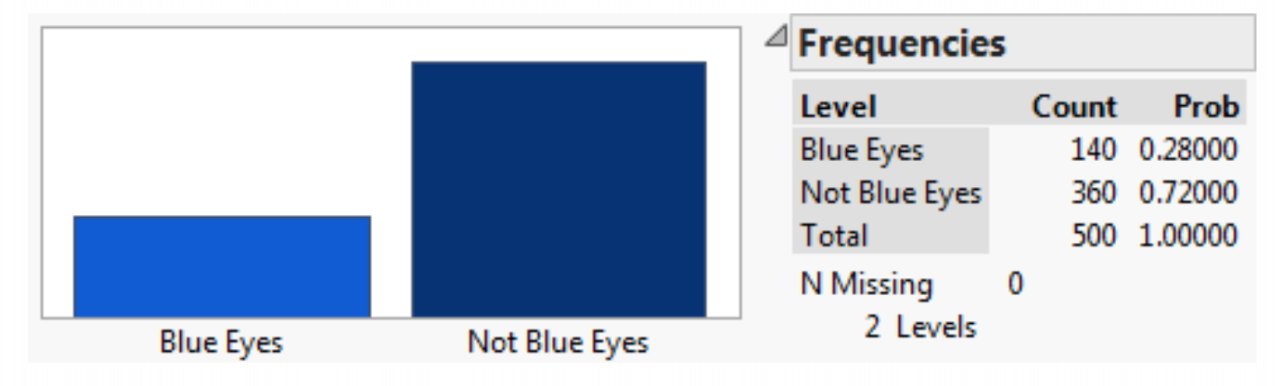 Blue Eyes
Not Blue Eyes
Frequencies
Level Count Prob
Blue Eyes 140 0.28000
Not Blue Eyes 360 0.72000
Total 500 1.00000
N Missing 0
2 Levels